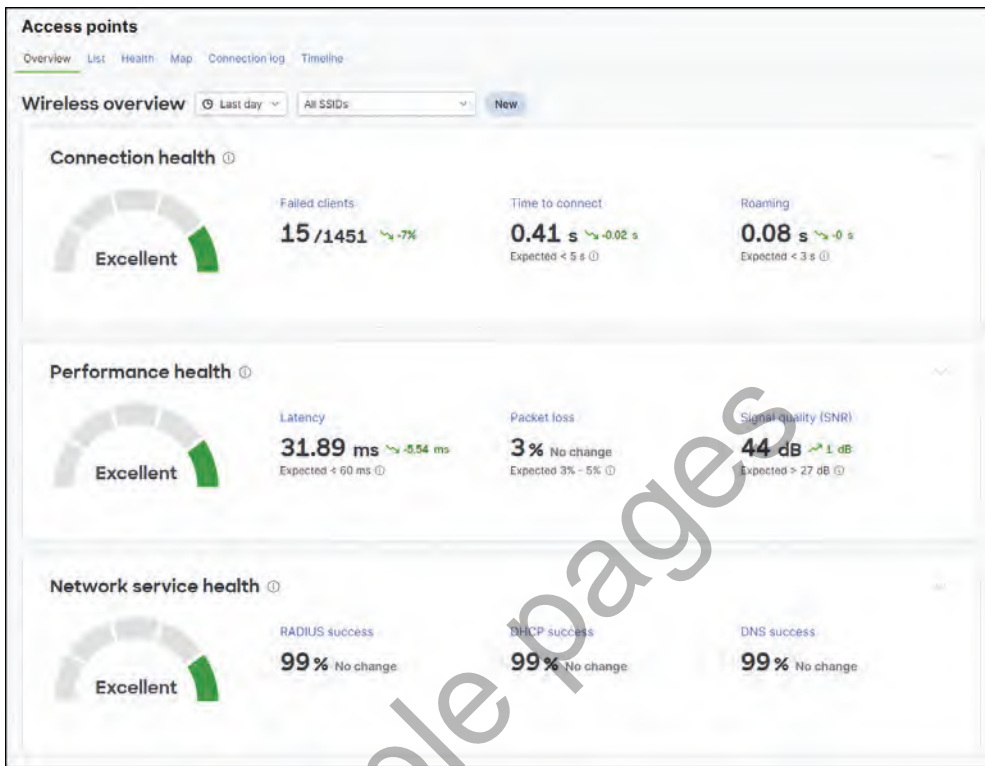 Access points
Overview List Health Map Connection log Timeline
Wireless overview Last day All SSIDs New
Connection health
Excellent
Failed clients
15 /1451 -7%
Time to connect
0.41 s -0.02 s
Expected < 5 s
Roaming
0.08 s -0 s
Expected < 3 s
Performance health
Excellent
Latency
31.89 ms -5.54 ms
Expected < 60 ms
Packet loss
3% No change
Expected 3% - 5%
Signal quality (SNR)
44 dB 1 dB
Expected > 27 dB
Network service health
Excellent
RADIUS success
99% No change
DHCP success
99% No change
DNS success
99% No change
ple pages